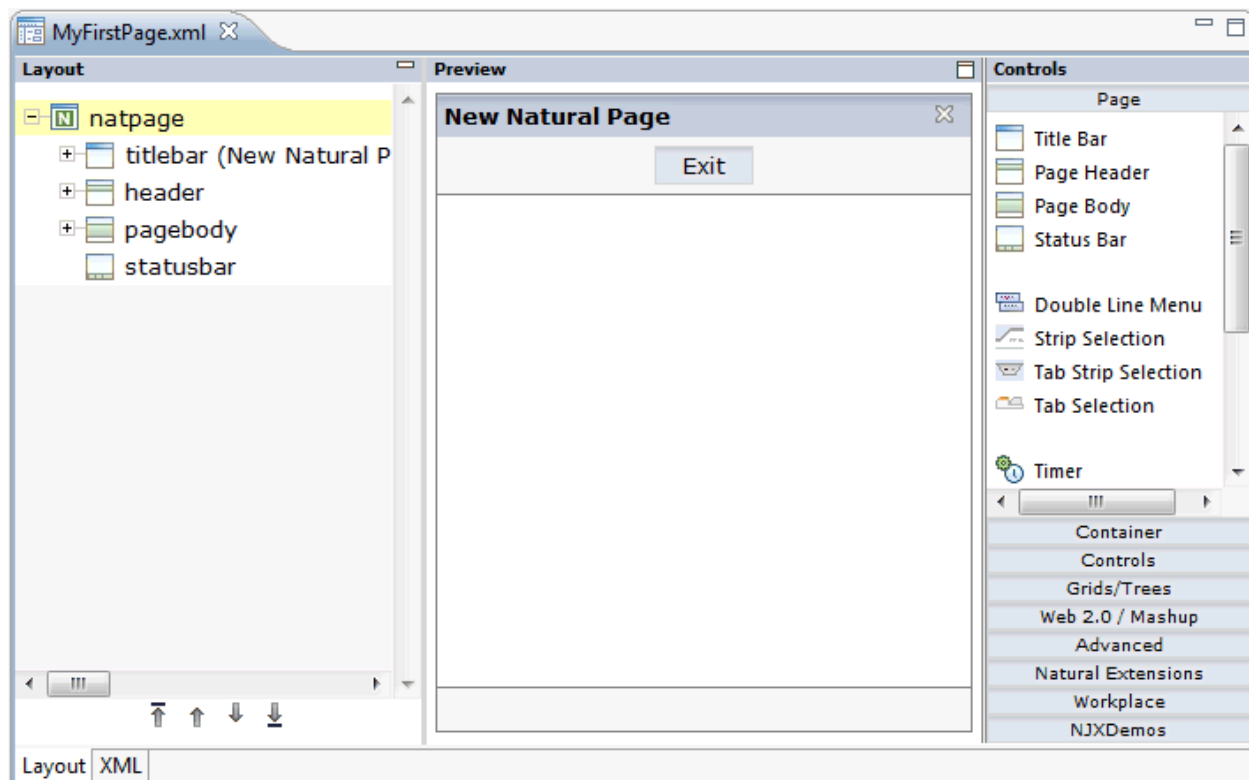 MyFirstPage.xml
Layout
natpage
titlebar (New Natural P
header
pagebody
statusbar
Preview
New Natural Page
Exit
Controls
Page
Title Bar
Page Header
Page Body
Status Bar
Double Line Menu
Strip Selection
Tab Strip Selection
Tab Selection
Timer
Container
Controls
Grids/Trees
Web 2.0 / Mashup
Advanced
Natural Extensions
Workplace
NJXDemos
Layout XML